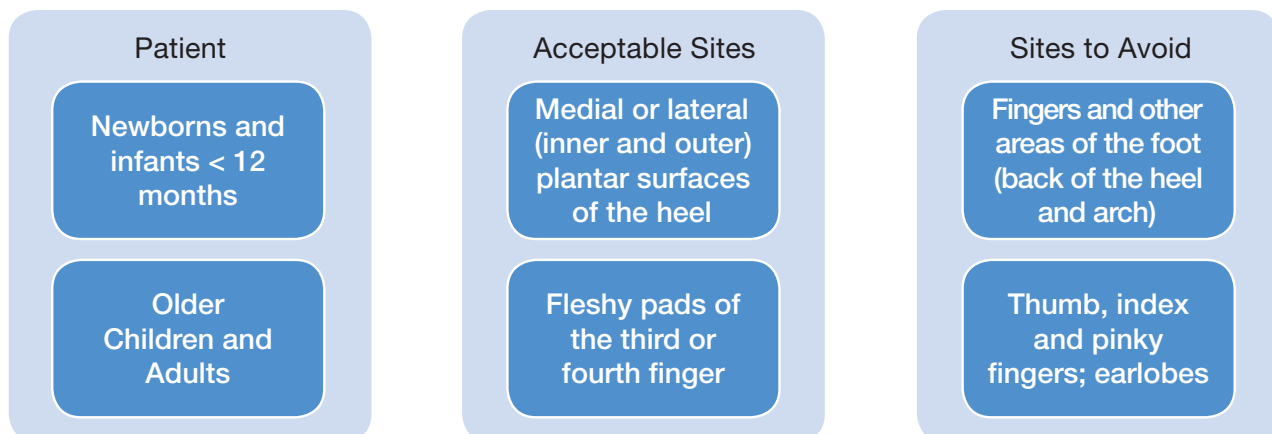 Patient
Newborns and
infants < 12
months
Older
Children and
Adults
Acceptable Sites
Medial or lateral
(inner and outer)
plantar surfaces
of the heel
Fleshy pads of
the third or
fourth finger
Sites to Avoid
Fingers and other
areas of the foot
(back of the heel
and arch)
Thumb, index
and pinky
fingers; earlobes